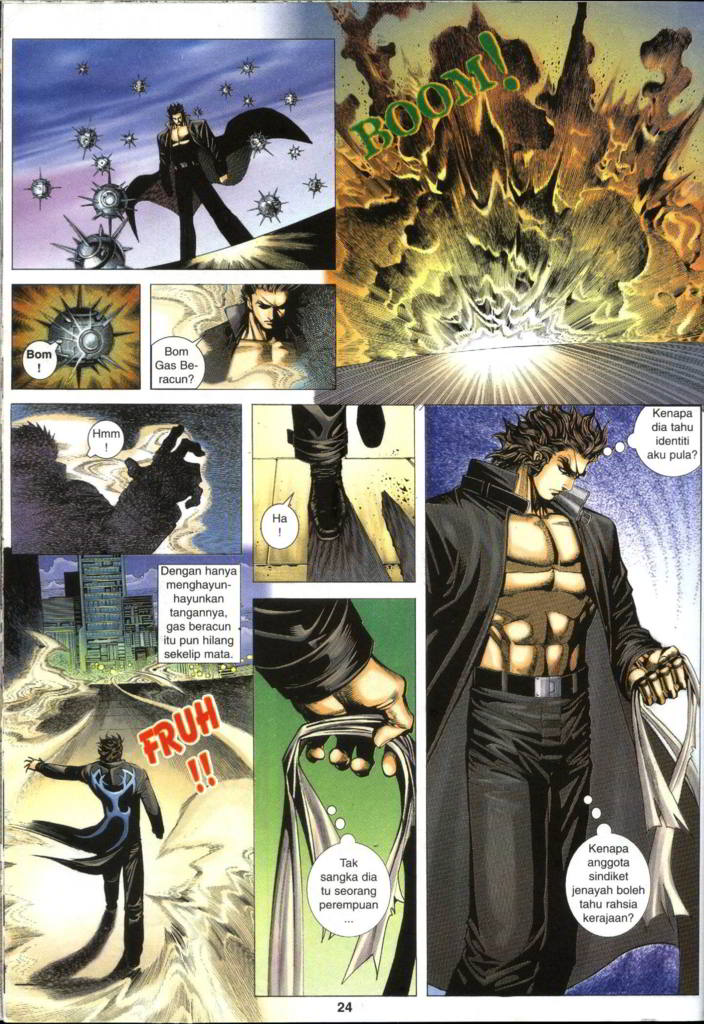 BOOM!
Bom
!
Bom
Gas Be-
racun?
Hmm
!
Dengan hanya
menghayun-
hayunkan
tangannya,
gas beracun
itu pun hilang
sekelip mata.
FRUH
!!
Ha
!
Tak
sangka dia
tu seorang
perempuan
...
Kenapa
dia tahu
identiti
aku pula?
Kenapa
anggota
sindiket
jenayah boleh
tahu rahsia
kerajaan?
24